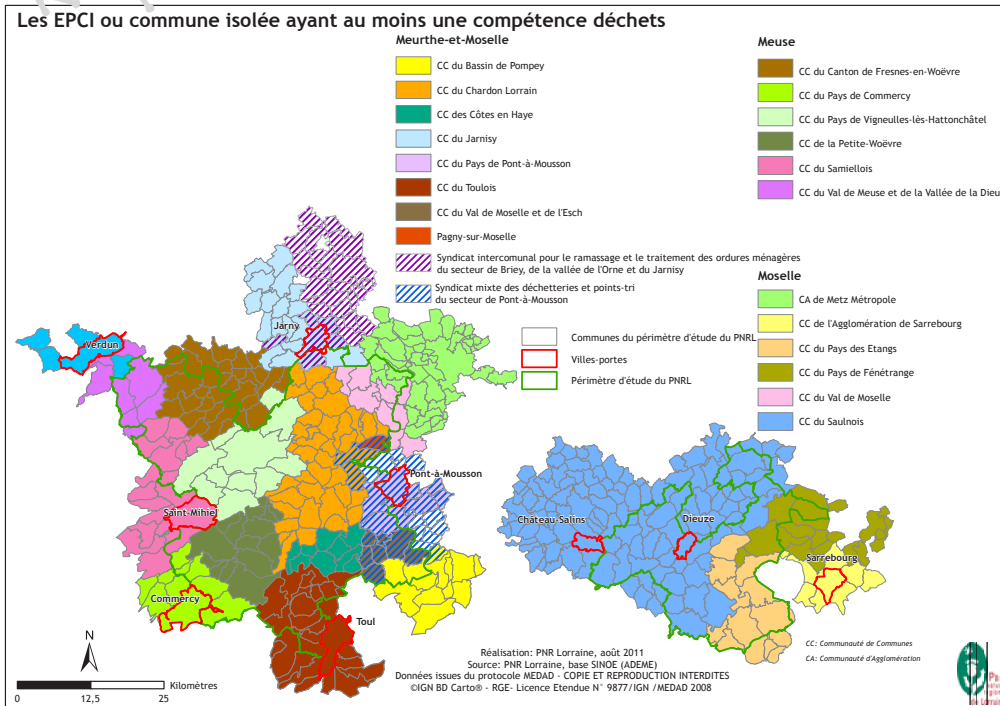 Les EPCI ou commune isolée ayant au moins une compétence déchets
Meurthe-et-Moselle
CC du Bassin de Pompey
CC du Chardon Lorrain
CC des Côtes en Haye
CC du Jarnisy
CC du Pays de Pont-à-Mousson
CC du Toulois
CC du Val de Moselle et de l'Esch
Pagny-sur-Moselle
Syndicat intercomunal pour le ramassage et le traitement des ordures ménagères
du secteur de Briey, de la vallée de l'Orne et du Jarnisy
Syndicat mixte des déchetteries et points-tri
du secteur de Pont-à-Mousson
Communes du périmètre d'étude du PNRL
Villes-portes
Périmètre d'étude du PNRL
Meuse
CC du Canton de Fresnes-en-Woëvre
CC du Pays de Commercy
CC du Pays de Vigneulles-lès-Hattonchâtel
CC de la Petite-Woëvre
CC du Samiellois
CC du Val de Meuse et de la Vallée de la Dieu
Moselle
CA de Metz Métropole
CC de l'Agglomération de Sarrebourg
CC du Pays des Etangs
CC du Pays de Fénétrange
CC du Val de Moselle
CC du Saulnois
Jarny
Verdun
Pont-à-Mousson
Saint-Mihiel
Château-Salins
Dieuze
Sarrebourg
Commercy
Toul
N
Kilomètres
0 12,5 25
Réalisation: PNR Lorraine, août 2011
Source: PNR Lorraine, base SINOE (ADEME)
Données issues du protocole MEDAD - COPIE ET REPRODUCTION INTERDITES
©IGN BD Carto® - RGE- Licence Etendue N° 9877/IGN /MEDAD 2008
CC: Communauté de Communes
CA: Communauté d'Agglomération
de Lorrain